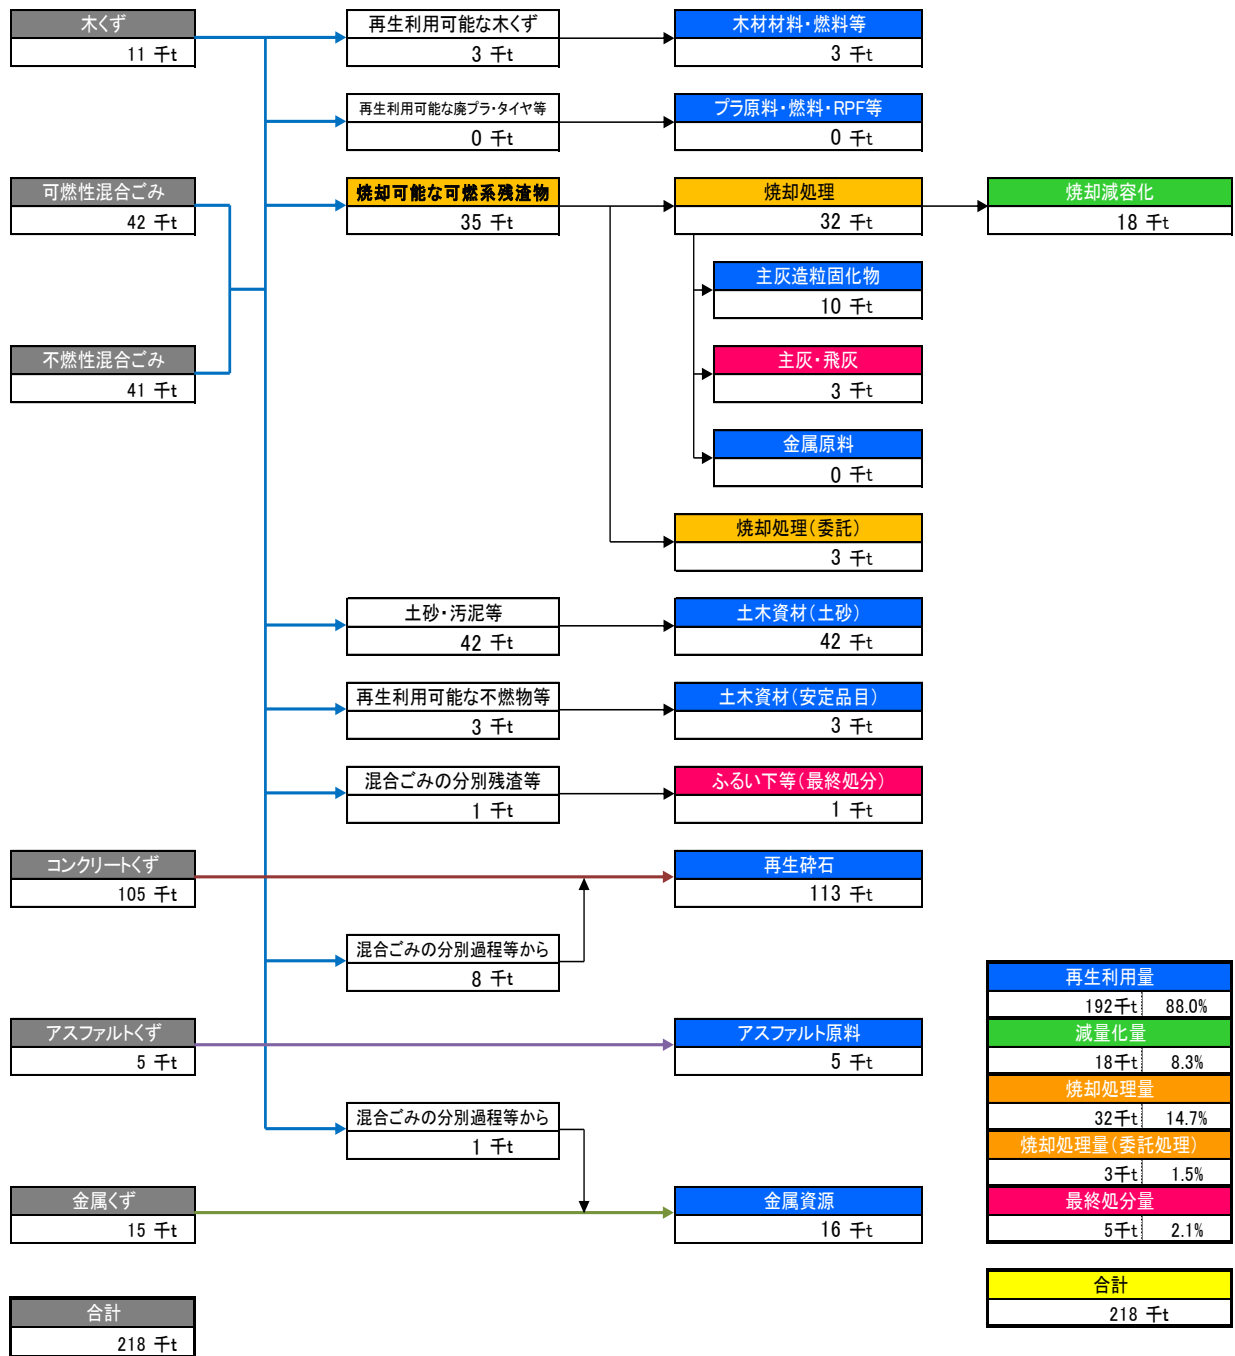 木くず
11 千t
再生利用可能な木くず
3 千t
木材材料・燃料等
3 千t
再生利用可能な廃プラ・タイヤ等
0 千t
プラ原料・燃料・RPF等
0 千t
可燃性混合ごみ
42 千t
焼却可能な可燃系残渣物
35 千t
焼却処理
32 千t
焼却減容化
18 千t
主灰造粒固化物
10 千t
不燃性混合ごみ
41 千t
主灰・飛灰
3 千t
金属原料
0 千t
焼却処理(委託)
3 千t
土砂・汚泥等
42 千t
土木資材(土砂)
42 千t
再生利用可能な不燃物等
3 千t
土木資材(安定品目)
3 千t
混合ごみの分別残渣等
1 千t
ふるい下等(最終処分)
1 千t
コンクリートくず
105 千t
再生砕石
113 千t
混合ごみの分別過程等から
8 千t
アスファルトくず
5 千t
アスファルト原料
5 千t
混合ごみの分別過程等から
1 千t
金属くず
15 千t
金属資源
16 千t
再生利用量
192千t 88.0%
減量化量
18千t 8.3%
焼却処理量
32千t 14.7%
焼却処理量(委託処理)
3千t 1.5%
最終処分量
5千t 2.1%
合計
218 千t
合計
218 千t